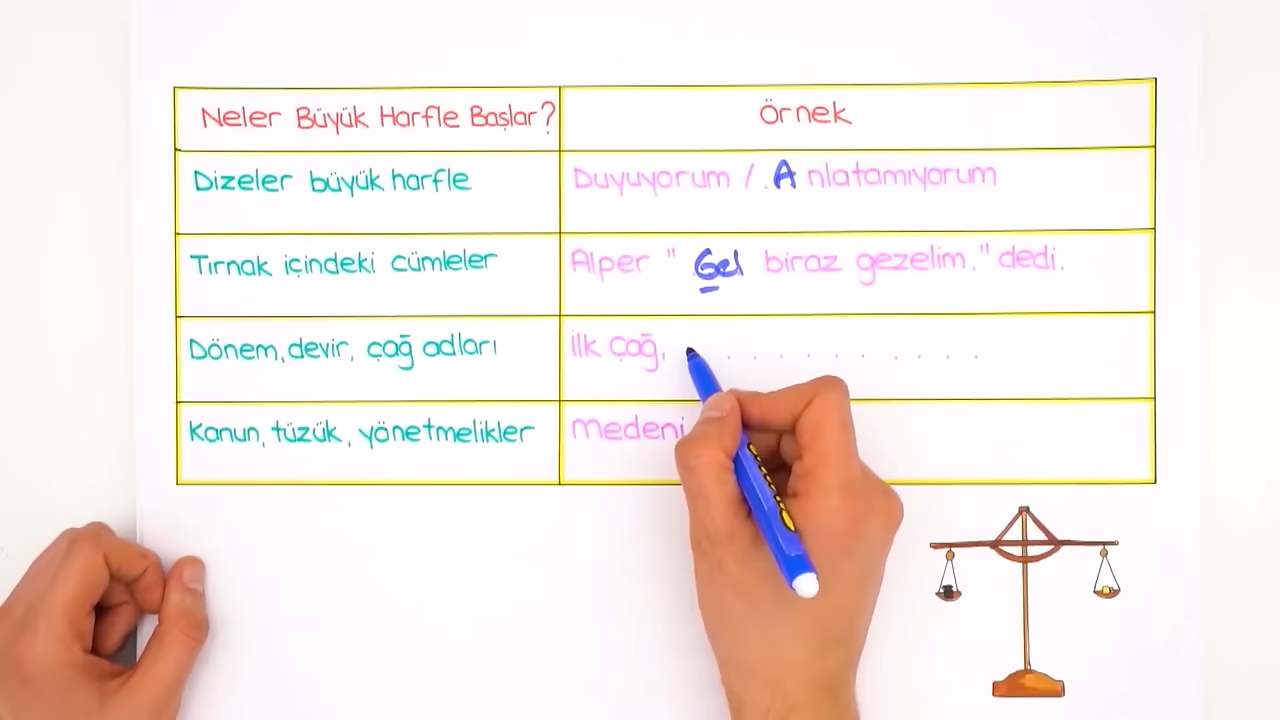 Neler Büyük Harfle Başlar? Örnek
Dizeler büyük harfle Duyuyorum / . Anlatamıyorum
Tırnak içindeki cümleler Alper " Gel biraz gezelim." dedi.
Dönem, devir, çağ adları İlk Çağ, . . . . . . . . . .
Kanun, tüzük, yönetmelikler medeni